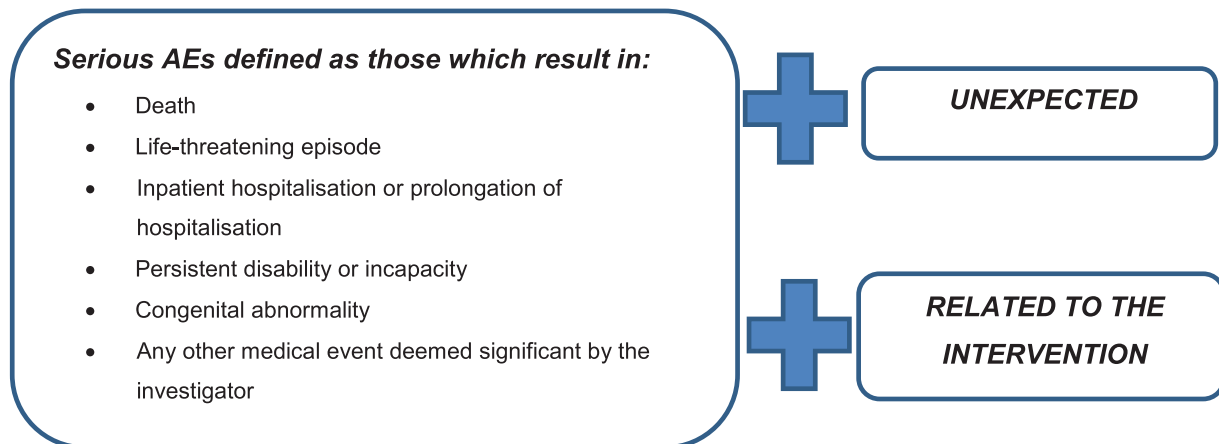 Serious AEs defined as those which result in:
• Death
• Life-threatening episode
• Inpatient hospitalisation or prolongation of
hospitalisation
• Persistent disability or incapacity
• Congenital abnormality
• Any other medical event deemed significant by the
investigator
UNEXPECTED
RELATED TO THE
INTERVENTION